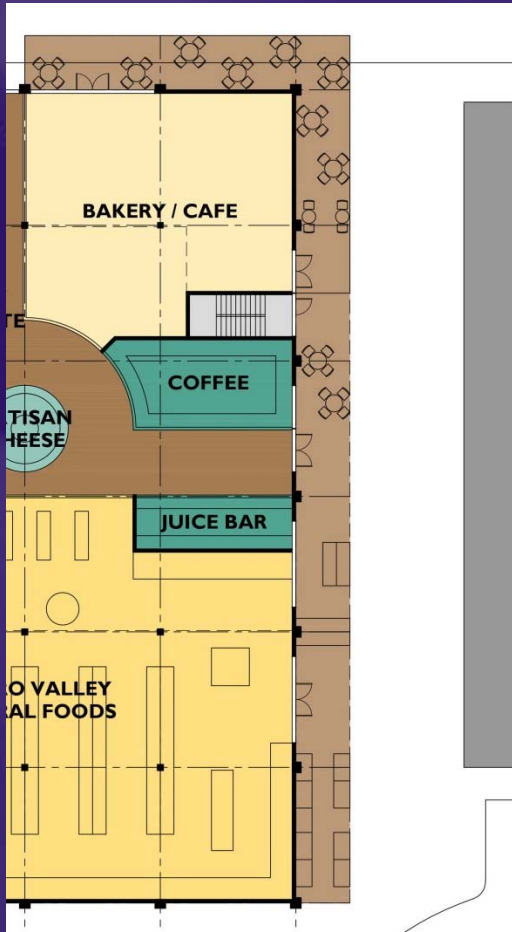 BAKERY / CAFE
TE
COFFEE
TISAN
HEESE
JUICE BAR
O VALLEY
RAL FOODS